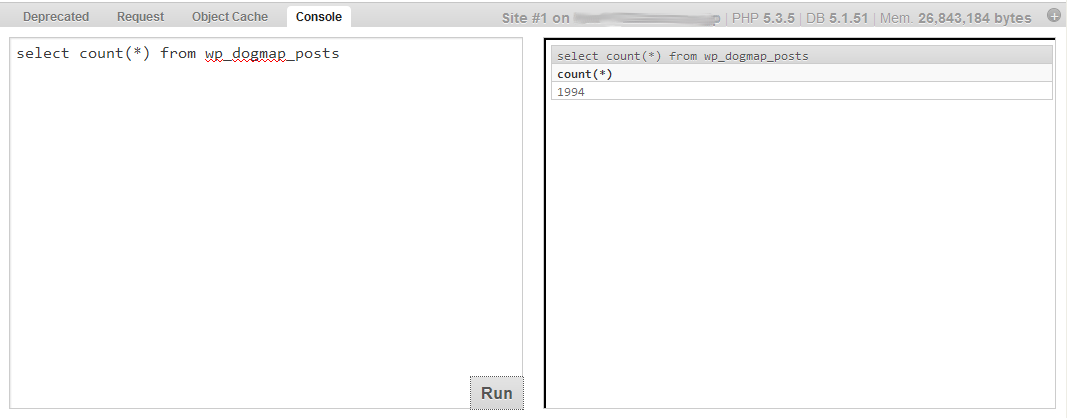 Deprecated Request Object Cache Console Site #1 on | PHP 5.3.5 | DB 5.1.51 | Mem. 26,843,184 bytes
select count(*) from wp_dogmap_posts
Run
select count(*) from wp_dogmap_posts
count(*)
1994